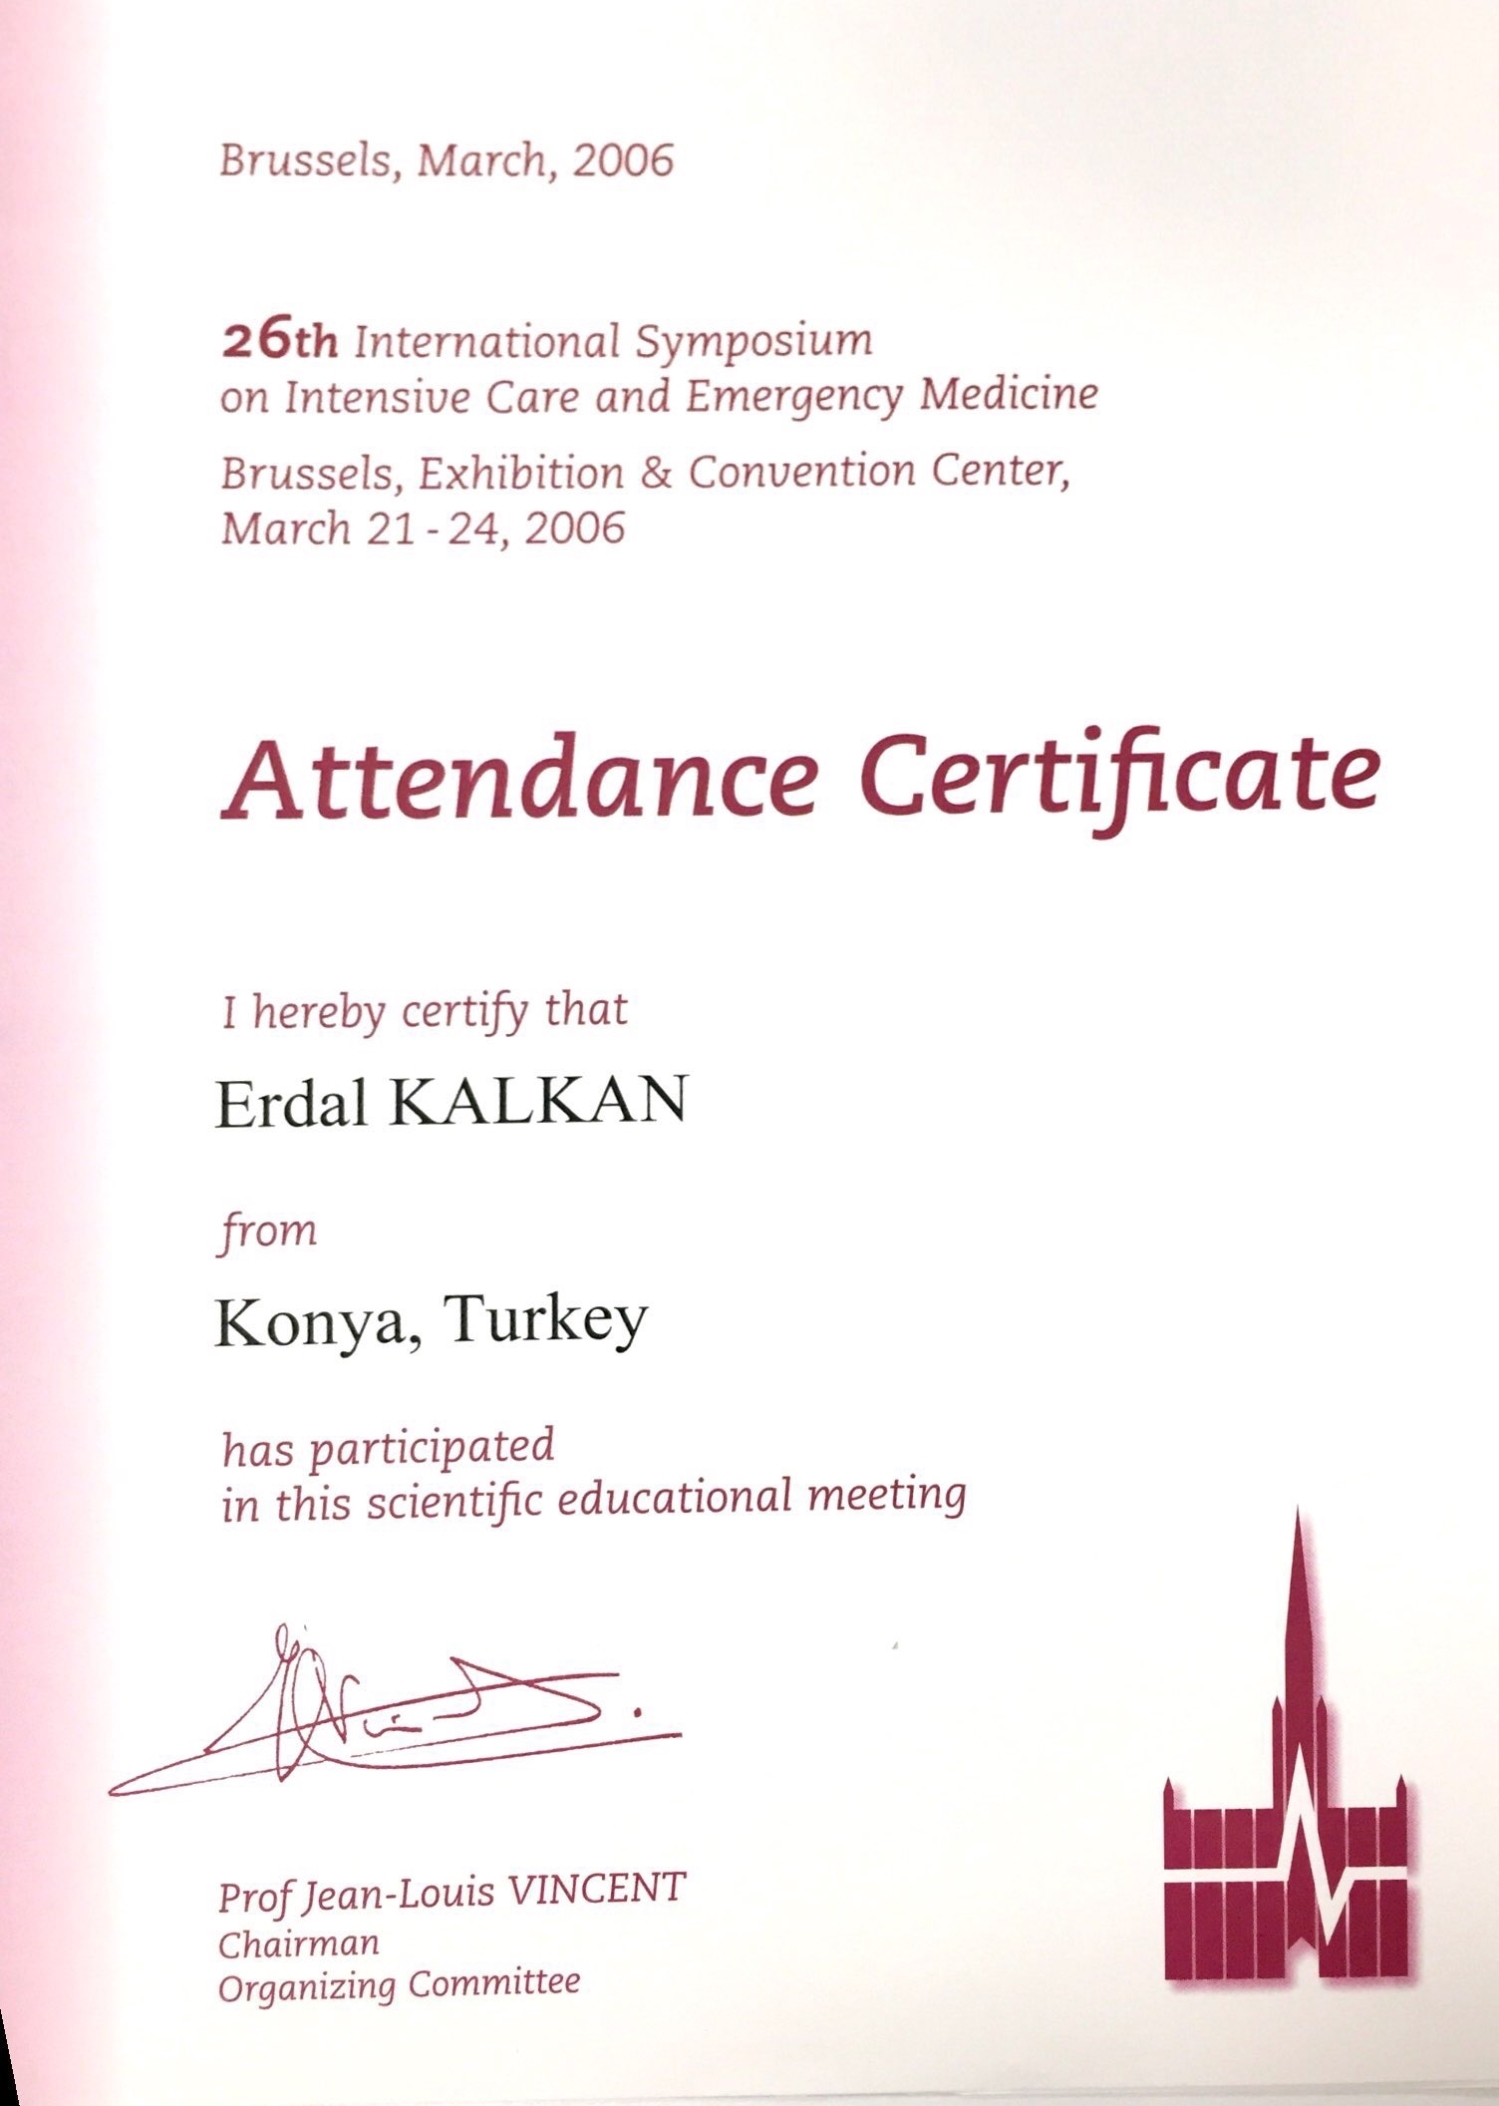 Brussels, March, 2006
26th International Symposium
on Intensive Care and Emergency Medicine
Brussels, Exhibition & Convention Center,
March 21 - 24, 2006
Attendance Certificate
I hereby certify that
Erdal KALKAN
from
Konya, Turkey
has participated
in this scientific educational meeting
Prof Jean-Louis VINCENT
Chairman
Organizing Committee